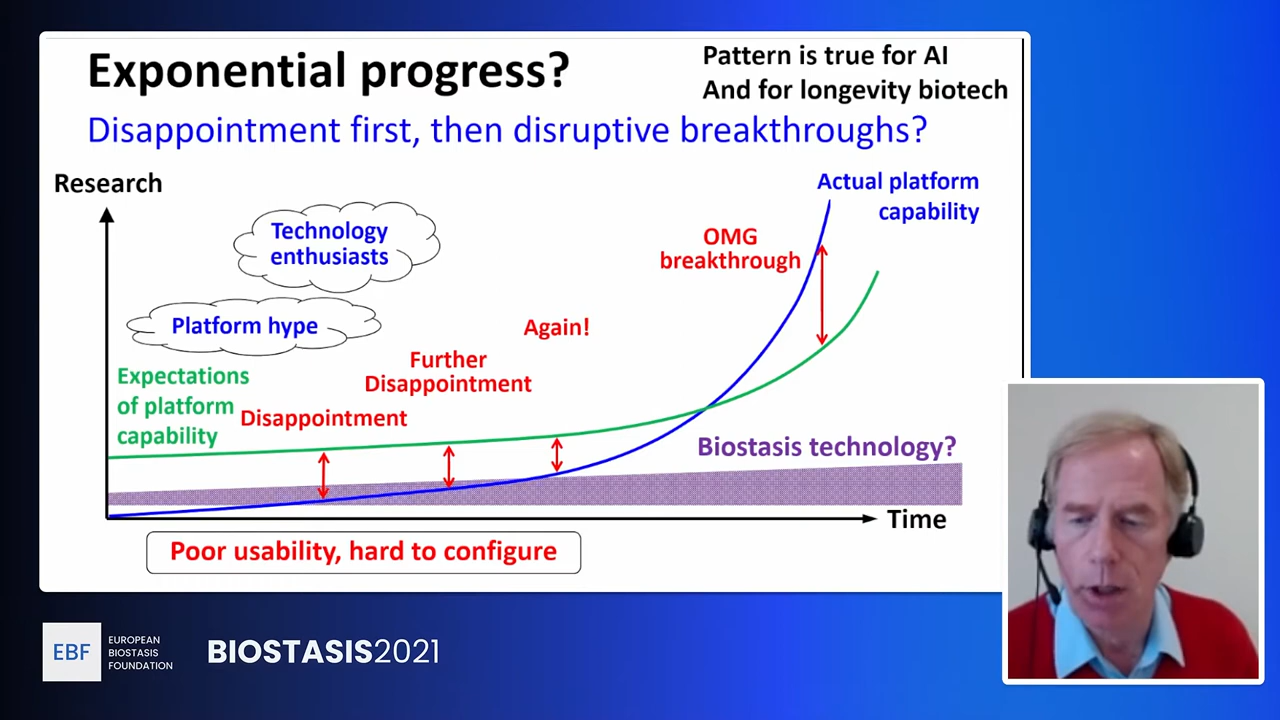 Exponential progress?
Pattern is true for AI
And for longevity biotech
Disappointment first, then disruptive breakthroughs?
Research
Actual platform
capability
Technology
enthusiasts
OMG
breakthrough
Platform hype
Again!
Further
Disappointment
Expectations
of platform
capability
Disappointment
Biostasis technology?
Time
Poor usability, hard to configure
EBF
EUROPEAN
BIOSTASIS
FOUNDATION
BIOSTASIS2021